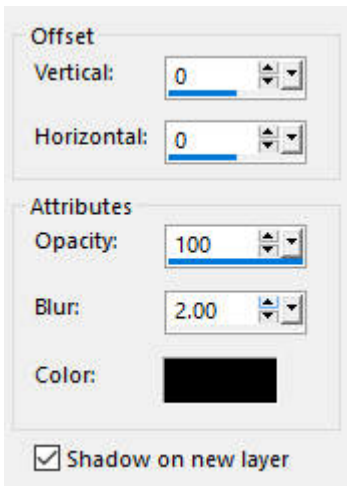 Offset
Vertical: 0
Horizontal: 0
Attributes
Opacity: 100
Blur: 2.00
Color:
Shadow on new layer